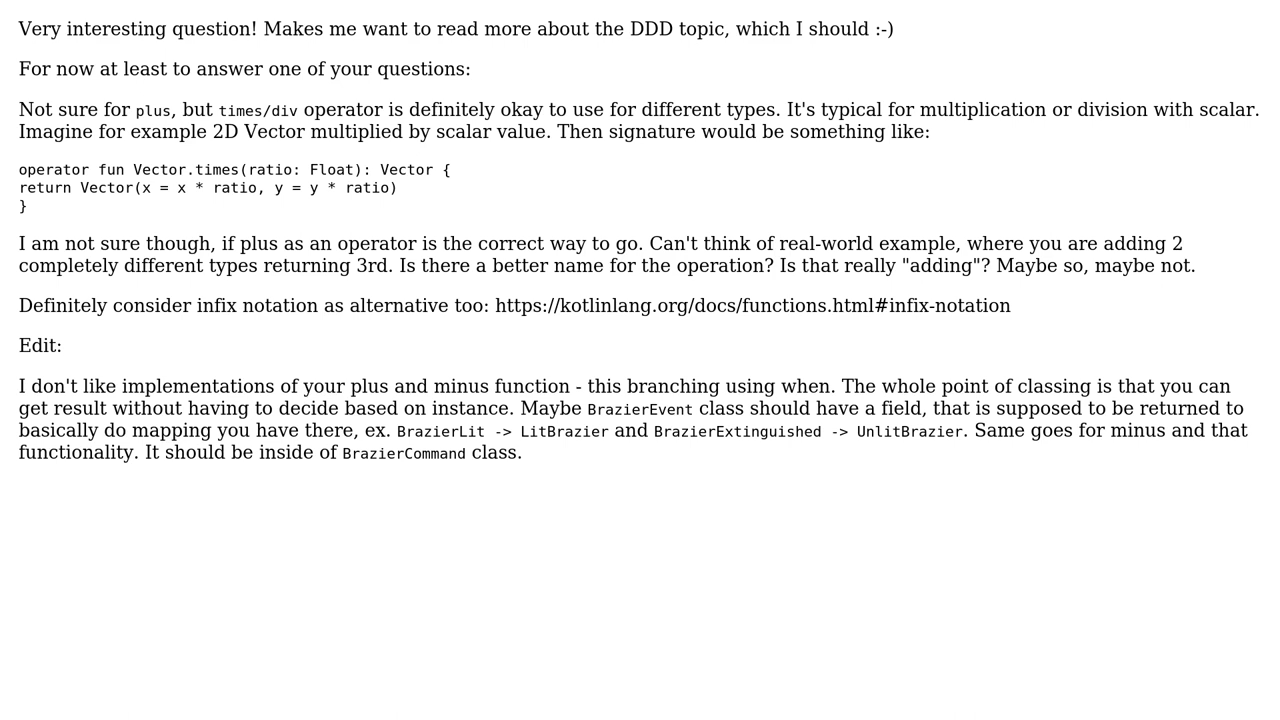 Very interesting question! Makes me want to read more about the DDD topic, which I should :-)
For now at least to answer one of your questions:
Not sure for plus, but times/div operator is definitely okay to use for different types. It's typical for multiplication or division with scalar.
Imagine for example 2D Vector multiplied by scalar value. Then signature would be something like:
operator fun Vector.times(ratio: Float): Vector {
return Vector(x = x * ratio, y = y * ratio)
}
I am not sure though, if plus as an operator is the correct way to go. Can't think of real-world example, where you are adding 2
completely different types returning 3rd. Is there a better name for the operation? Is that really "adding"? Maybe so, maybe not.
Definitely consider infix notation as alternative too: https://kotlinlang.org/docs/functions.html#infix-notation
Edit:
I don't like implementations of your plus and minus function - this branching using when. The whole point of classing is that you can
get result without having to decide based on instance. Maybe BrazierEvent class should have a field, that is supposed to be returned to
basically do mapping you have there, ex. BrazierLit -> LitBrazier and BrazierExtinguished -> UnlitBrazier. Same goes for minus and that
functionality. It should be inside of BrazierCommand class.